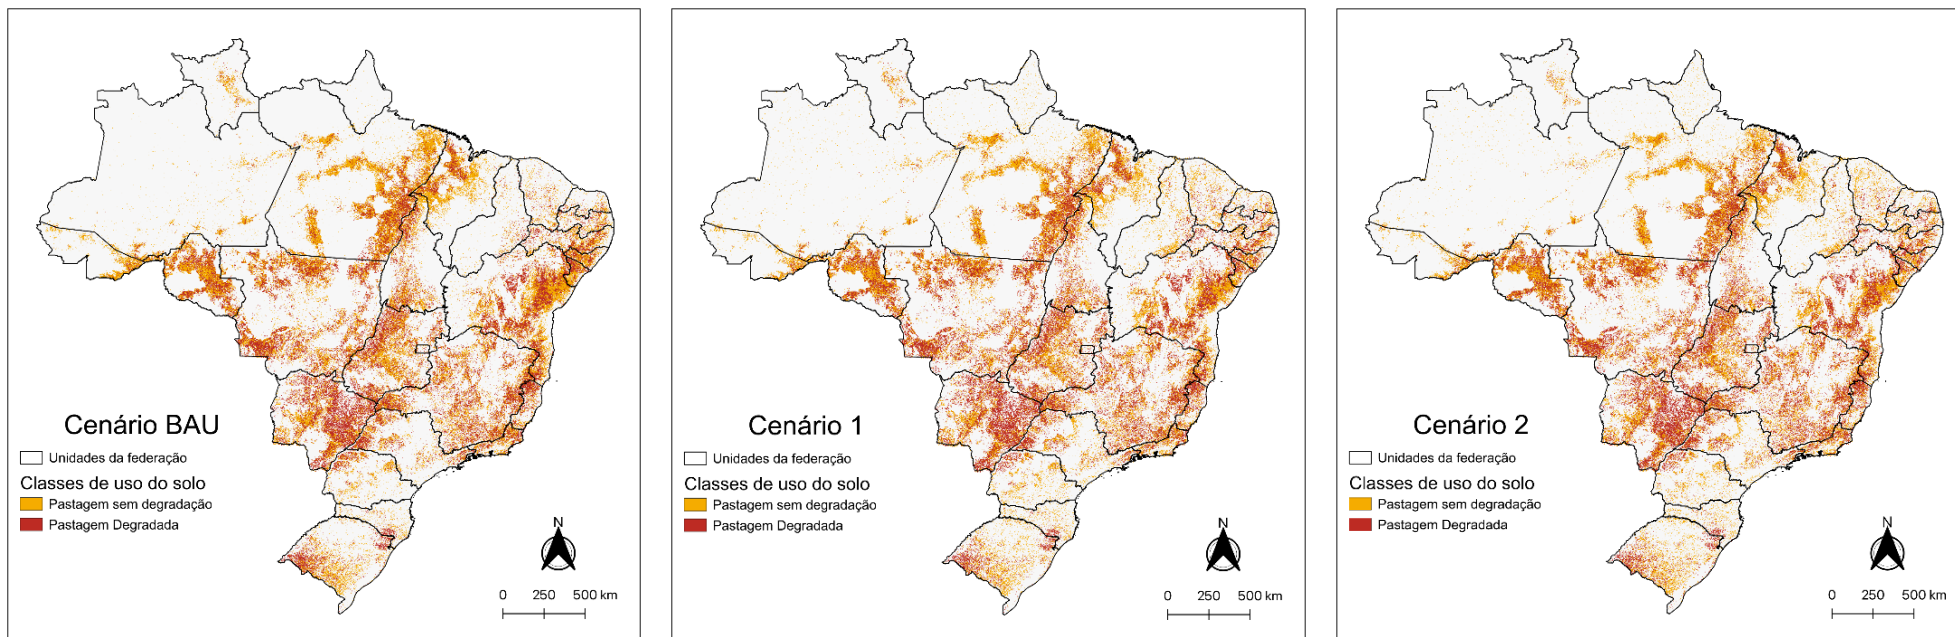 Cenário BAU
Unidades da federação
Classes de uso do solo
Pastagem sem degradação
Pastagem Degradada
N
0 250 500 km
Cenário 1
Unidades da federação
Classes de uso do solo
Pastagem sem degradação
Pastagem Degradada
N
0 250 500 km
Cenário 2
Unidades da federação
Classes de uso do solo
Pastagem sem degradação
Pastagem Degradada
N
0 250 500 km